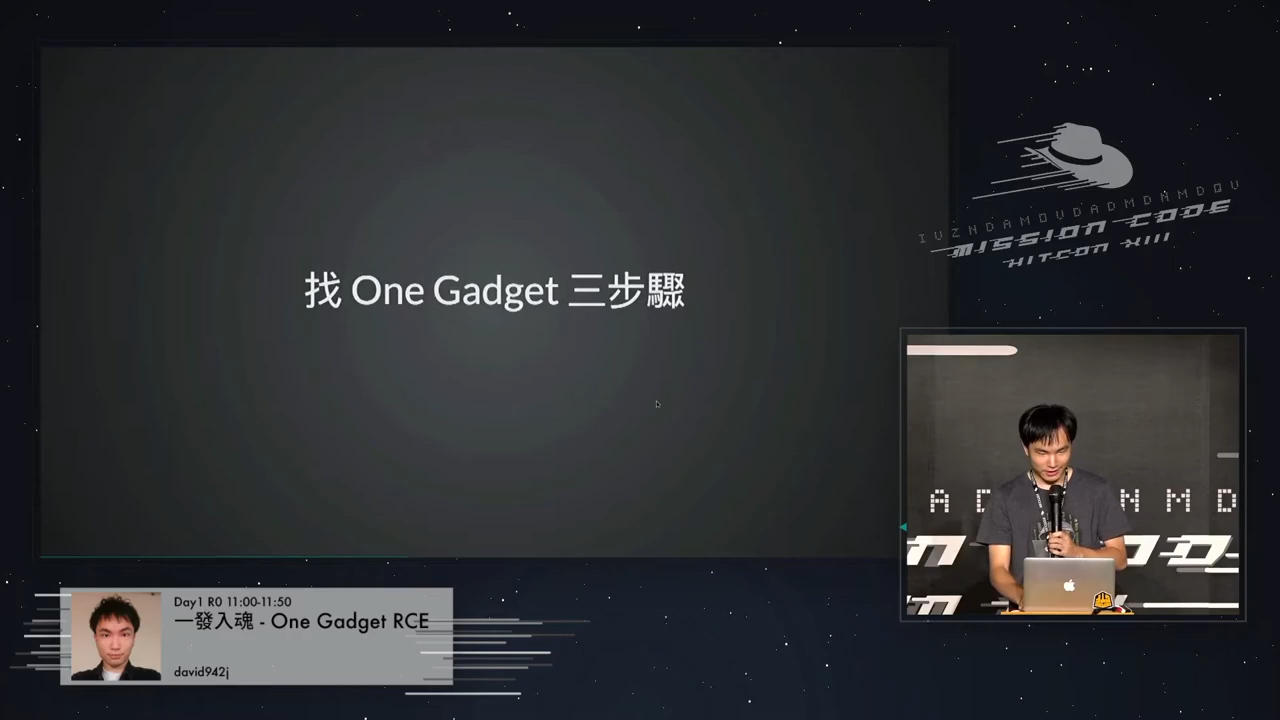 找 One Gadget 三步驟
IVZNDAMOVDADMDNMDQV
MISSION CODE
HITCON XIII
A D
N M D
Day1 R0 11:00-11:50
一發入魂 - One Gadget RCE
david942j